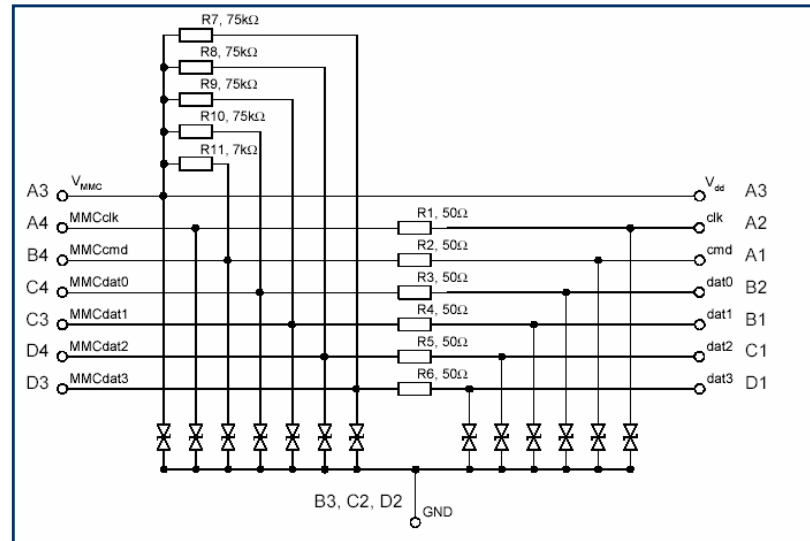 R7, 75kΩ
R8, 75kΩ
R9, 75kΩ
R10, 75kΩ
R11, 7kΩ
A3 VMMC Vdd A3
A4 MMCclk R1, 50Ω clk A2
B4 MMCcmd R2, 50Ω cmd A1
C4 MMCdat0 R3, 50Ω dat0 B2
C3 MMCdat1 R4, 50Ω dat1 B1
D4 MMCdat2 R5, 50Ω dat2 C1
D3 MMCdat3 R6, 50Ω dat3 D1
B3, C2, D2
GND